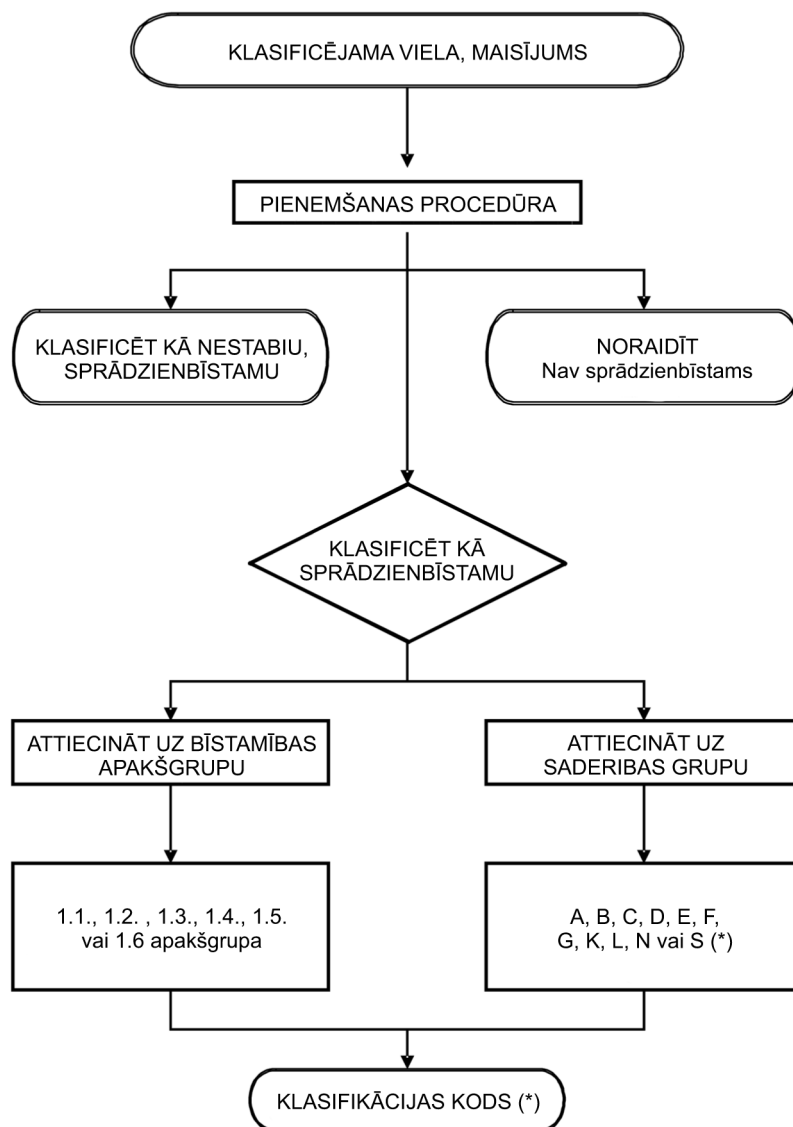 KLASIFICĒJAMA VIELA, MAISĪJUMS
PIENEMŠANAS PROCEDŪRA
KLASIFICĒT KĀ NESTABIU,
SPRĀDZIENBĪSTAMU
NORAIDĪT
Nav sprādzienbīstams
KLASIFICĒT KĀ
SPRĀDZIENBĪSTAMU
ATTIECINĀT UZ BĪSTAMĪBAS
APAKŠGRUPU
ATTIECINĀT UZ
SADERIBAS GRUPU
1.1., 1.2. , 1.3., 1.4., 1.5.
vai 1.6 apakšgrupa
A, B, C, D, E, F,
G, K, L, N vai S (*)
KLASIFIKĀCIJAS KODS (*)